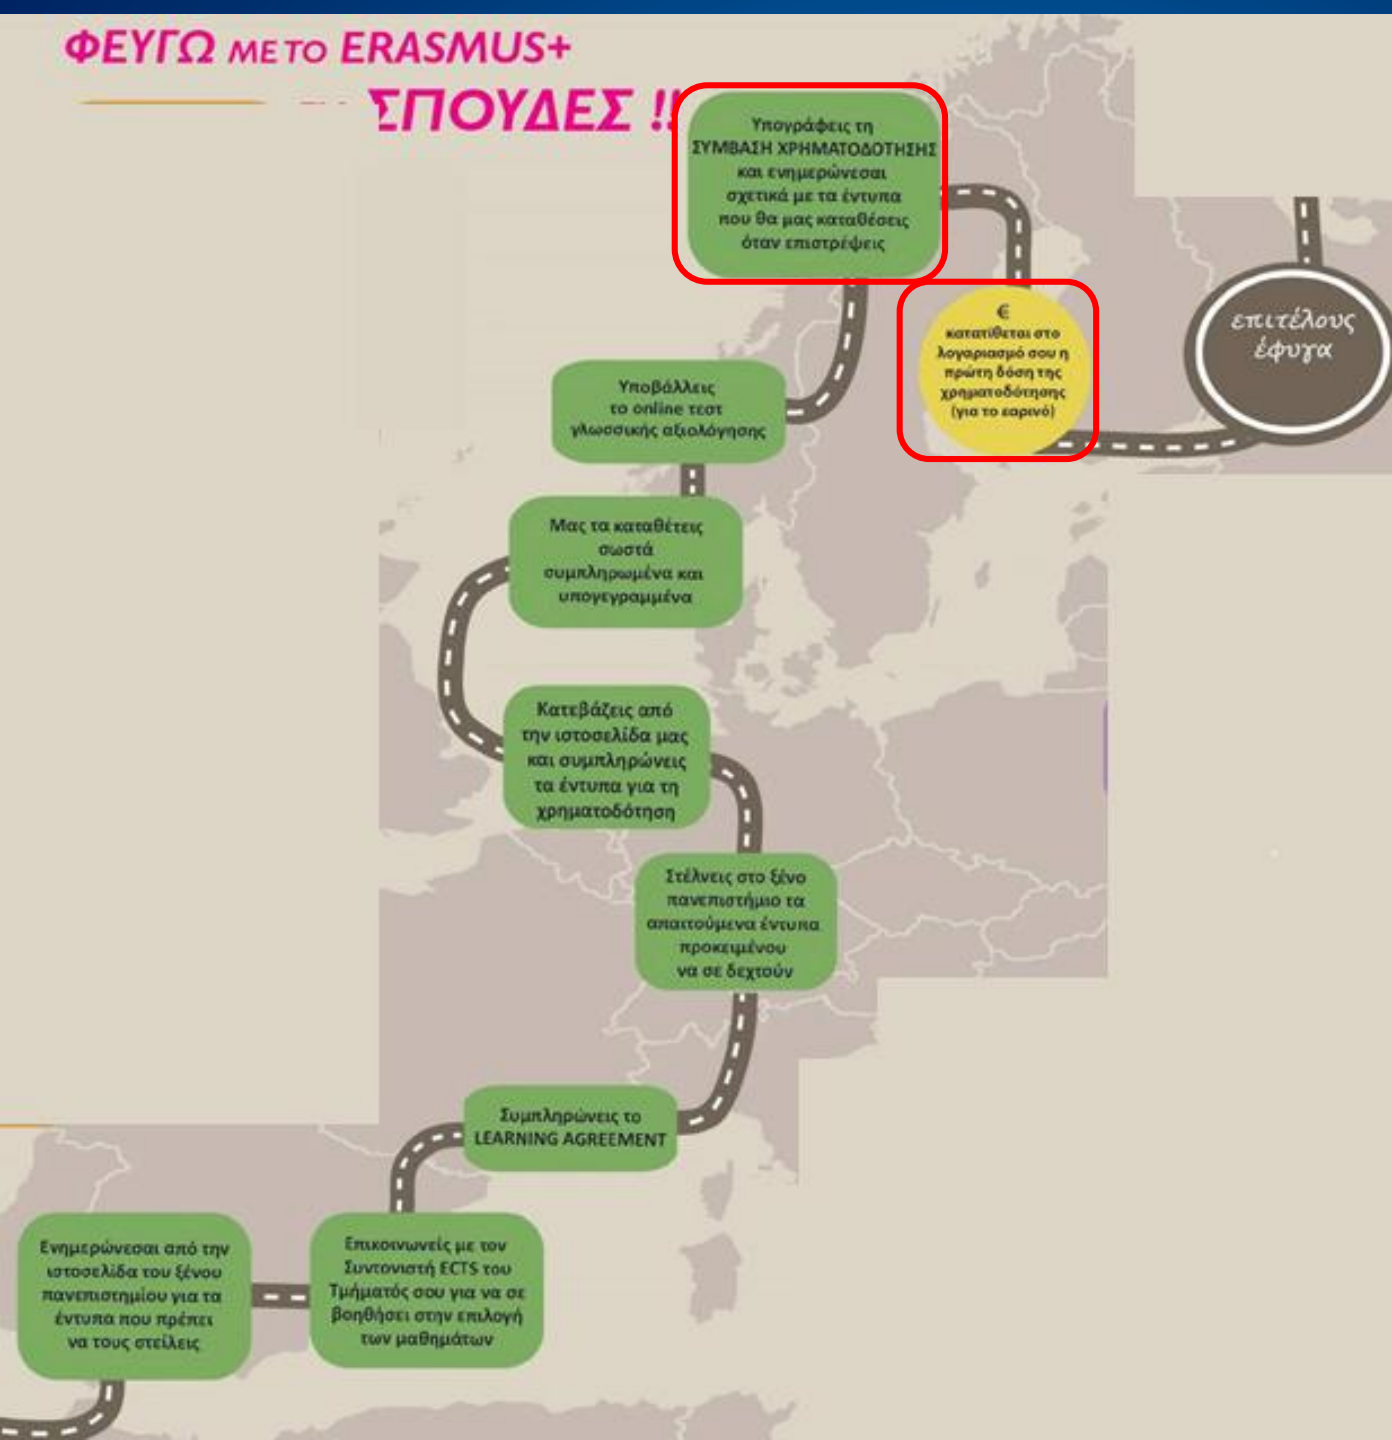 ΦΕΥΓΩ ΜΕ ΤΟ ERASMUS+
ΣΠΟΥΔΕΣ !!
Υπογράφεις τη
ΣΥΜΒΑΣΗ ΧΡΗΜΑΤΟΔΟΤΗΣΗΣ
και ενημερώνεσαι
σχετικά με τα έντυπα
που θα μας καταθέσεις
όταν επιστρέψεις
€
κατατίθεται στο
λογαριασμό σου η
πρώτη δόση της
χρηματοδότησης
(για το εαρινό)
επιτέλους
έφυγα
Υποβάλλεις
το online τεστ
γλωσσικής αξιολόγησης
Μας τα καταθέτεις
σωστά
συμπληρωμένα και
υπογεγραμμένα
Κατεβάζεις από
την ιστοσελίδα μας
και συμπληρώνεις
τα έντυπα για τη
χρηματοδότηση
Στέλνεις στο ξένο
πανεπιστήμιο τα
απαιτούμενα έντυπα
προκειμένου
να σε δεχτούν
Συμπληρώνεις το
LEARNING AGREEMENT
Επικοινωνείς με τον
Συντονιστή ECTS του
Τμήματός σου για να σε
βοηθήσει στην επιλογή
των μαθημάτων
Ενημερώνεσαι από την
ιστοσελίδα του ξένου
πανεπιστημίου για τα
έντυπα που πρέπει
να τους στείλεις